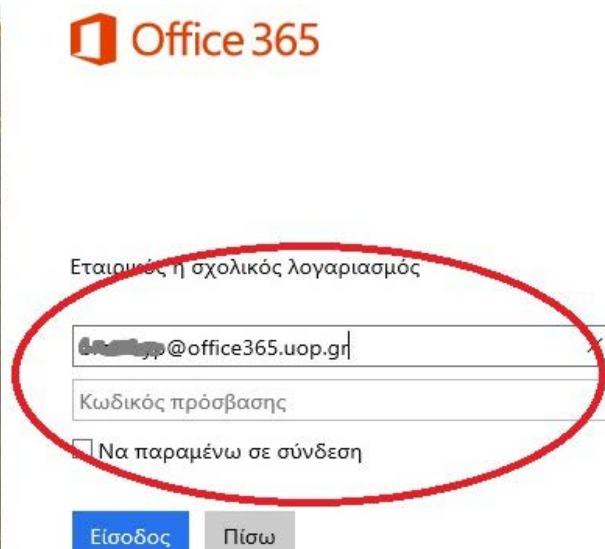 Office 365
Εταιρικός ή σχολικός λογαριασμός
@office365.uop.gr
Κωδικός πρόσβασης
Να παραμένω σε σύνδεση
Είσοδος Πίσω